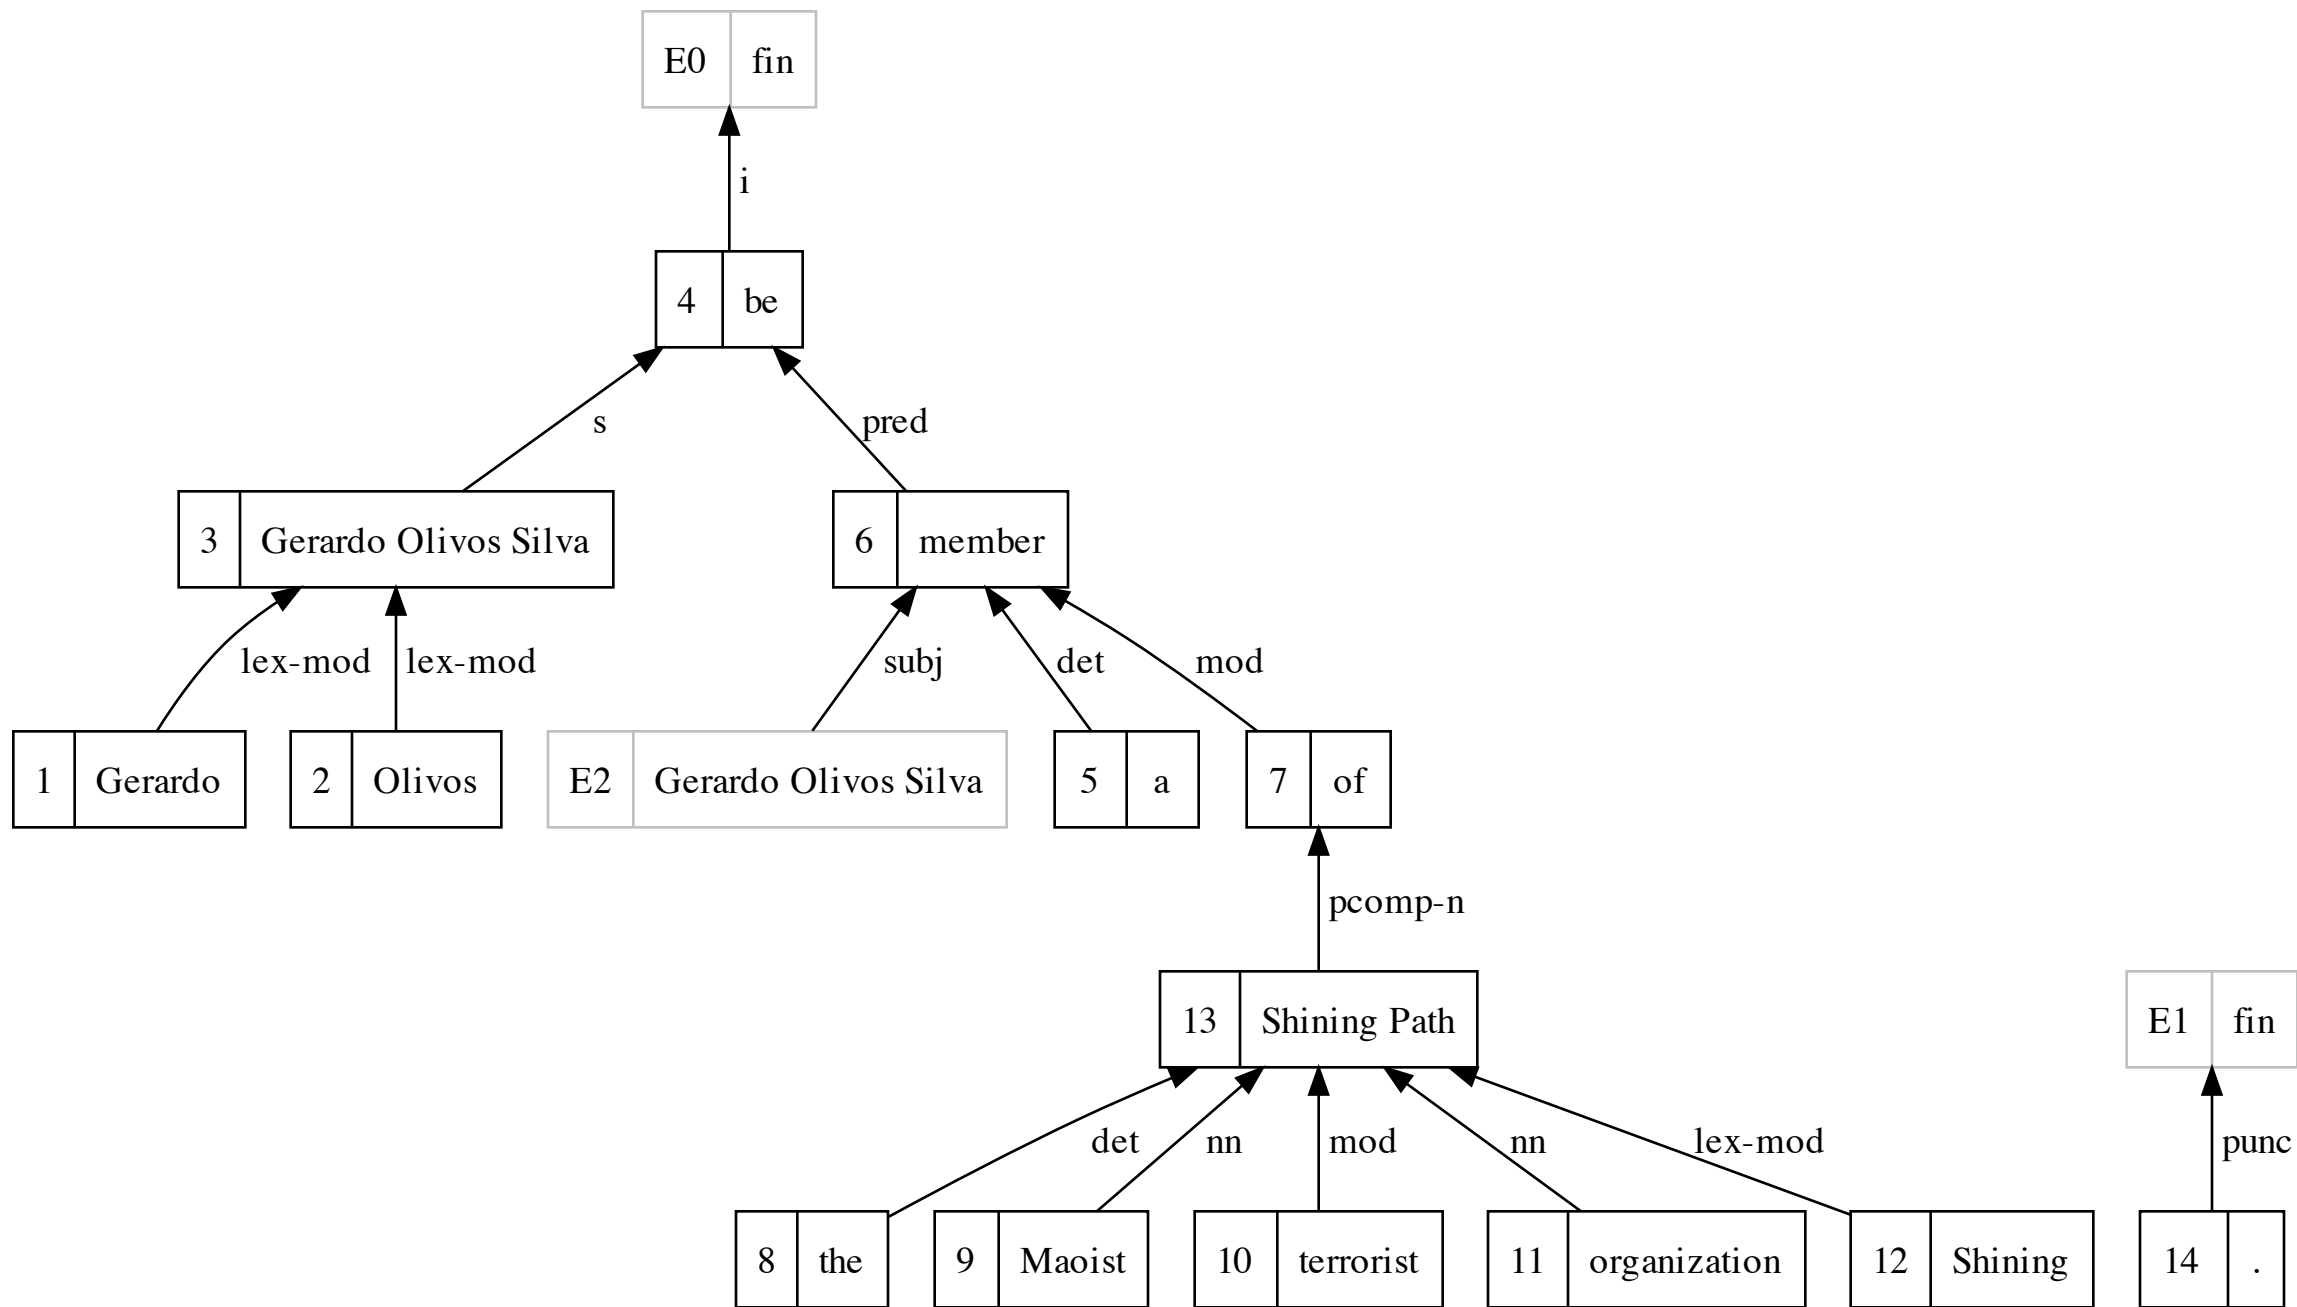 E0 fin
i
4 be
s pred
3 Gerardo Olivos Silva 6 member
lex-mod lex-mod subj det mod
1 Gerardo 2 Olivos E2 Gerardo Olivos Silva 5 a 7 of
pcomp-n
13 Shining Path E1 fin
det nn mod nn lex-mod punc
8 the 9 Maoist 10 terrorist 11 organization 12 Shining 14 .